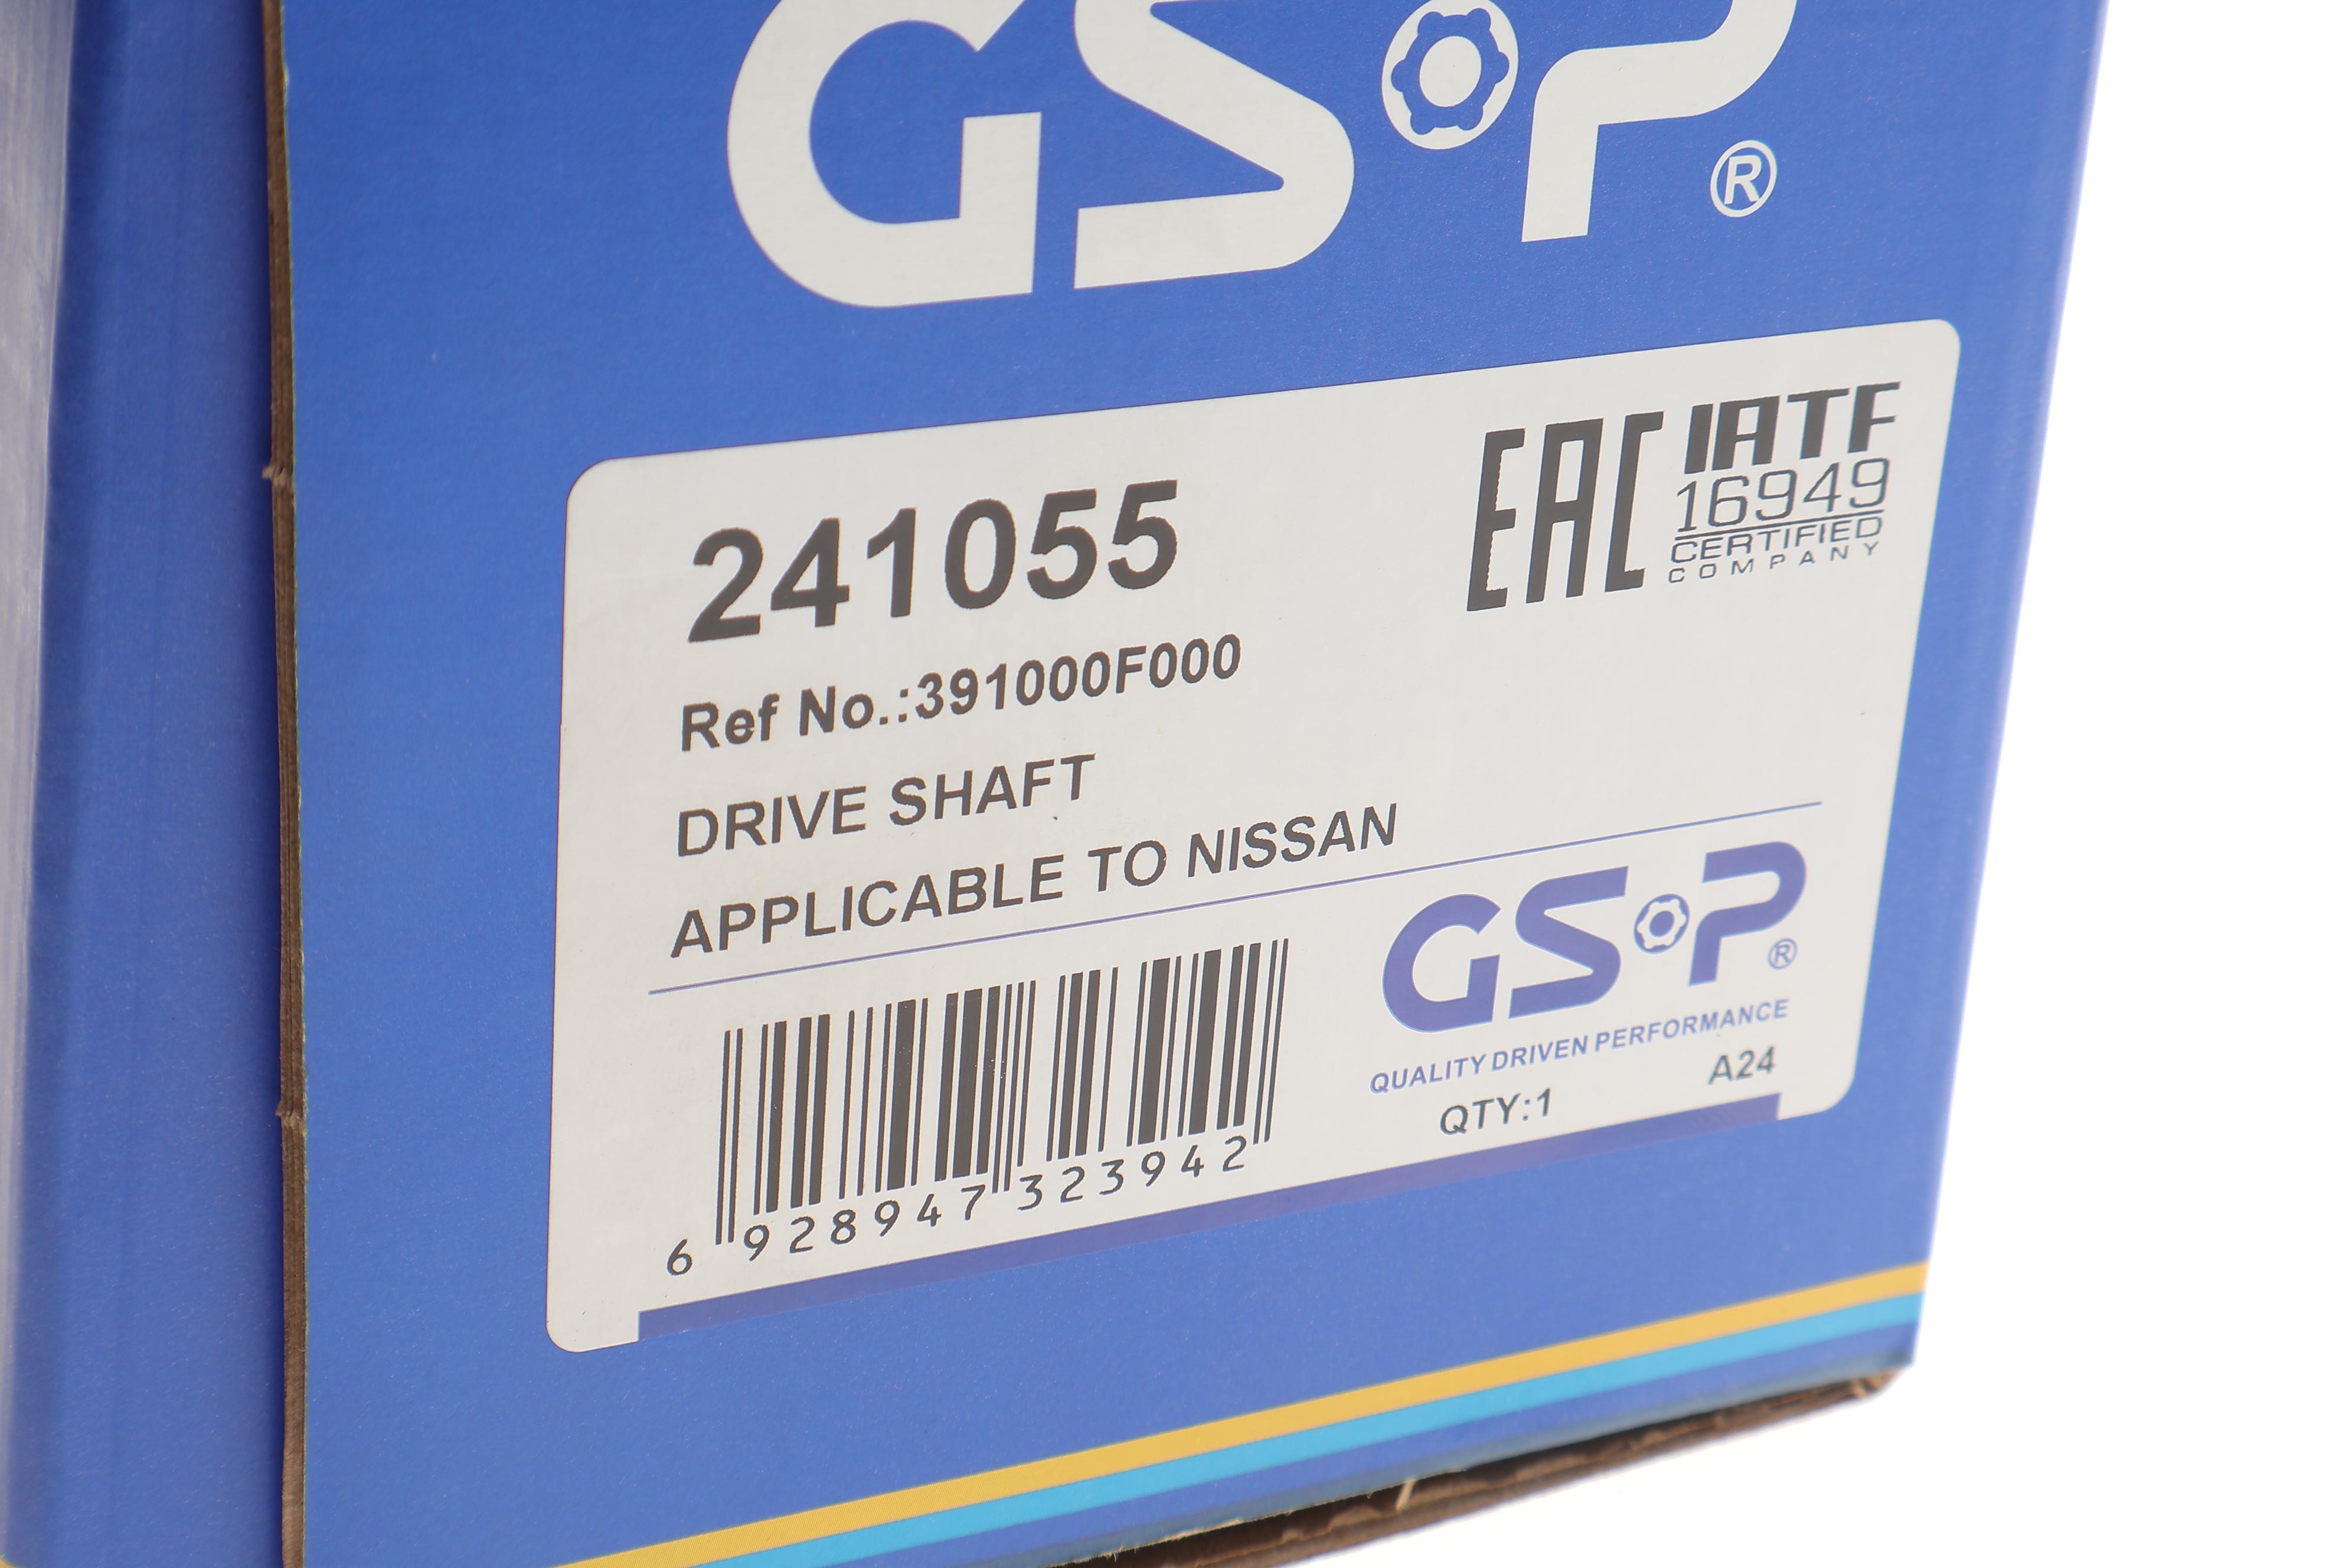 GSP®
241055
EAC
IATF
16949
CERTIFIED
COMPANY
Ref No.:391000F000
DRIVE SHAFT
APPLICABLE TO NISSAN
GSP®
QUALITY DRIVEN PERFORMANCE
QTY:1 A24
6 928947 323942